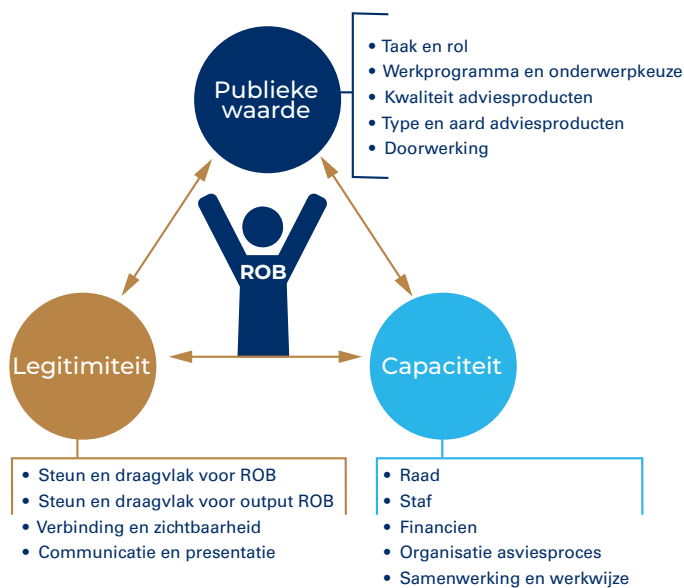 Publieke
waarde
• Taak en rol
• Werkprogramma en onderwerpkeuze
• Kwaliteit adviesproducten
• Type en aard adviesproducten
• Doorwerking
ROB
Legitimiteit
Capaciteit
• Steun en draagvlak voor ROB
• Steun en draagvlak voor output ROB
• Verbinding en zichtbaarheid
• Communicatie en presentatie
• Raad
• Staf
• Financien
• Organisatie asviesproces
• Samenwerking en werkwijze